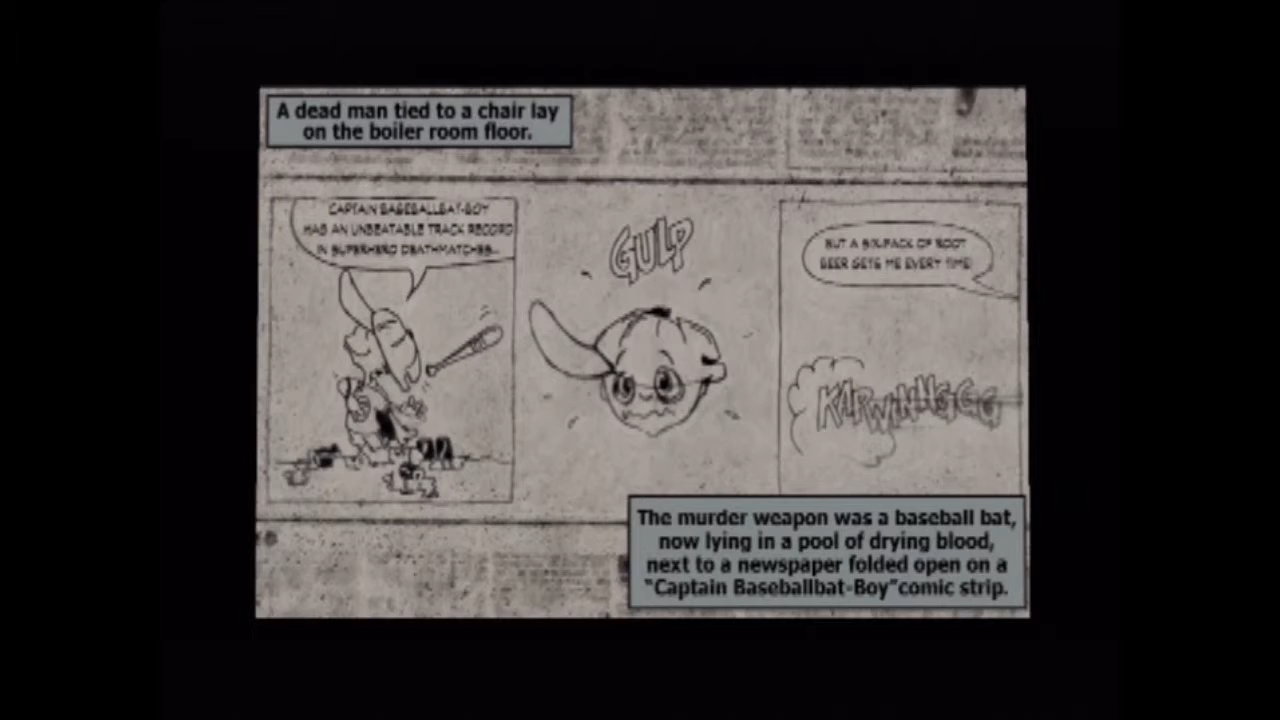 A dead man tied to a chair lay
on the boiler room floor.
CAPTAIN BASEBALLBAT-BOY
HAS AN UNBEATABLE TRACK RECORD
IN SUPERHERO DEATHMATCHES...
GULP
BUT A SIXPACK OF ROOT
BEER GETS ME EVERY TIME!
The murder weapon was a baseball bat,
now lying in a pool of drying blood,
next to a newspaper folded open on a
"Captain Baseballbat-Boy"comic strip.